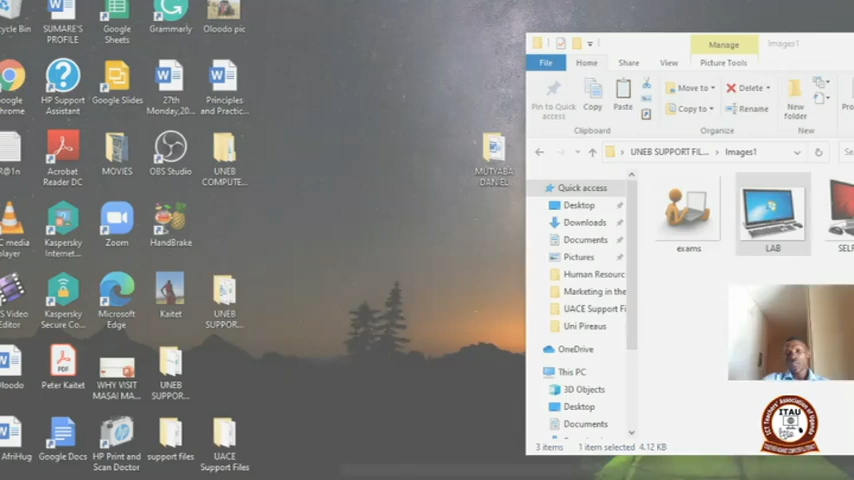 cycle Bin
SUMARE'S
PROFILE
Google
Sheets
Grammarly
Oloodo pic
oogle
hrome
HP Support
Assistant
Google Slides
27th
Monday,20...
Principles
and Practic...
R@1n
Acrobat
Reader DC
MOVIES
OBS Studio
UNEB
COMPUTE...
MUTYABA
DANIEL
C media
player
Kaspersky
Internet...
Zoom
HandBrake
S Video
Editor
Kaspersky
Secure Co...
Microsoft
Edge
Kaitet
UNEB
SUPPOR...
Oloodo
Peter Kaitet
WHY VISIT
MASAI MA...
UNEB
SUPPOR...
AfriHug
Google Docs
HP Print and
Scan Doctor
support files
UACE
Support Files
Manage
Images1
File
Home
Share
View
Picture Tools
Pin to Quick
access
Copy
Paste
Move to
Copy to
Delete
Rename
New
folder
Clipboard
Organize
New
UNEB SUPPORT FIL... › Images1
Quick access
Desktop
Downloads
Documents
Pictures
Human Resourc
Marketing in the
UACE Support Fi
Uni Pireaus
OneDrive
This PC
3D Objects
Desktop
Documents
exams
LAB
SELF
3 items
1 item selected 4.12 KB
ICT Teachers' Association of Uganda
ITAU